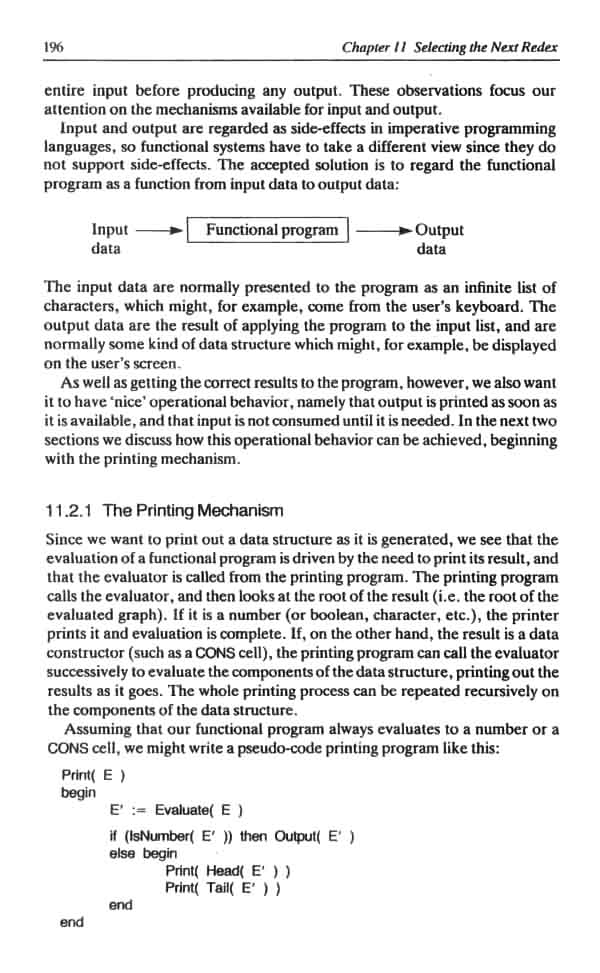 196
Chapter 11 Selecting the Next Redex
entire input before producing any output. These observations focus our
attention on the mechanisms available for input and output.
Input and output are regarded as side-effects in imperative programming
languages, so functional systems have to take a different view since they do
not support side-effects. The accepted solution is to regard the functional
program as a function from input data to output data:
Input Functional program Output
data data
The input data are normally presented to the program as an infinite list of
characters, which might, for example, come from the user's keyboard. The
output data are the result of applying the program to the input list, and are
normally some kind of data structure which might, for example, be displayed
on the user's screen.
As well as getting the correct results to the program, however, we also want
it to have 'nice' operational behavior, namely that output is printed as soon as
it is available, and that input is not consumed until it is needed. In the next two
sections we discuss how this operational behavior can be achieved, beginning
with the printing mechanism.
11.2.1 The Printing Mechanism
Since we want to print out a data structure as it is generated, we see that the
evaluation of a functional program is driven by the need to print its result, and
that the evaluator is called from the printing program. The printing program
calls the evaluator, and then looks at the root of the result (i.e. the root of the
evaluated graph). If it is a number (or boolean, character, etc.), the printer
prints it and evaluation is complete. If, on the other hand, the result is a data
constructor (such as a CONS cell), the printing program can call the evaluator
successively to evaluate the components of the data structure, printing out the
results as it goes. The whole printing process can be repeated recursively on
the components of the data structure.
Assuming that our functional program always evaluates to a number or a
CONS cell, we might write a pseudo-code printing program like this:
Print( E )
begin
E' := Evaluate( E )
if (IsNumber( E' )) then Output( E' )
else begin
Print( Head( E' ) )
Print( Tail( E' ) )
end
end